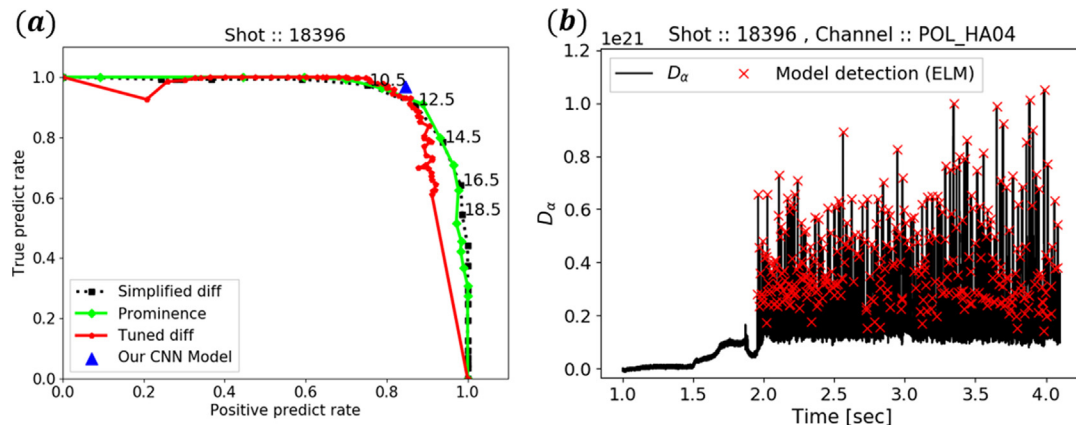 (a)
Shot :: 18396
True predict rate
1.0
0.8
0.6
0.4
0.2
0.0
10.5
12.5
14.5
16.5
18.5
Simplified diff
Prominence
Tuned diff
Our CNN Model
0.0 0.2 0.4 0.6 0.8 1.0
Positive predict rate
(b)
Shot :: 18396 , Channel :: POL_HA04
1e21
Dα
1.2
1.0
0.8
0.6
0.4
0.2
0.0
Dα Model detection (ELM)
1.0 1.5 2.0 2.5 3.0 3.5 4.0
Time [sec]